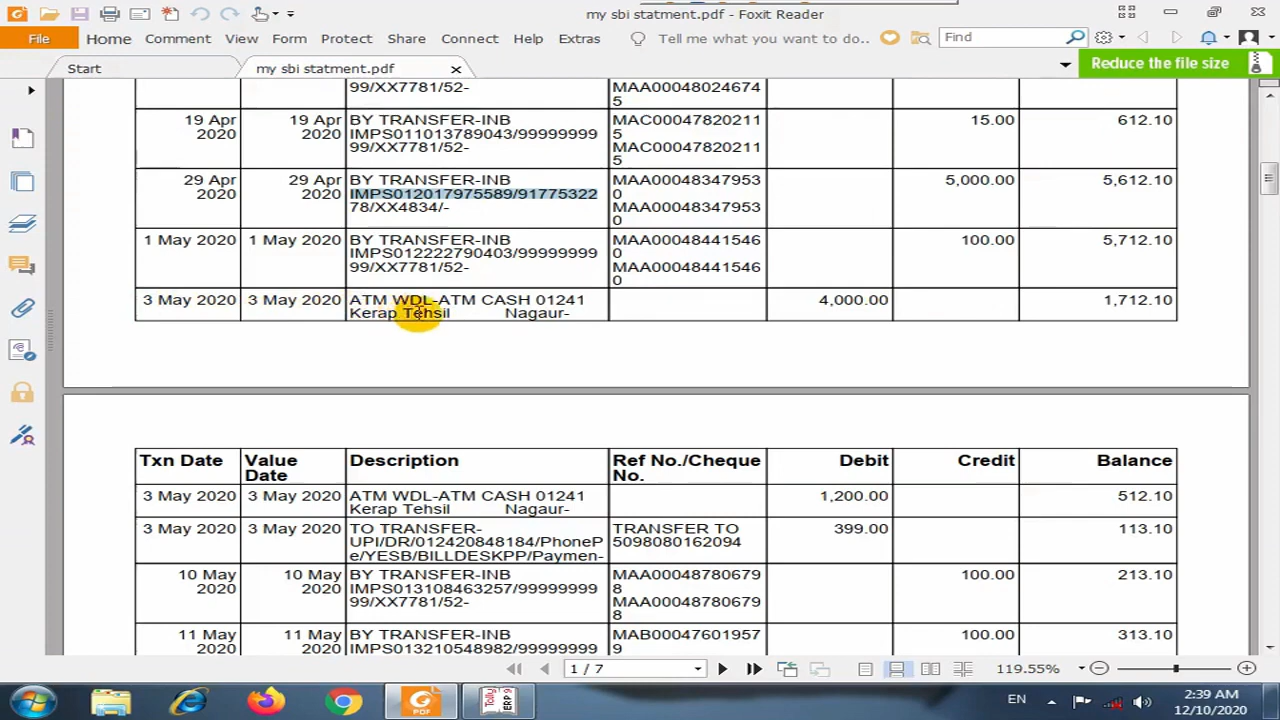 my sbi statment.pdf - Foxit Reader
File Home Comment View Form Protect Share Connect Help Extras Tell me what you want to do.. Find
Start my sbi statment.pdf Reduce the file size
99/XX7781/52- MAA00048024674
5
19 Apr 19 Apr BY TRANSFER-INB MAC00047820211 15.00 612.10
2020 2020 IMPS011013789043/99999999 5
99/XX7781/52- MAC00047820211
5
29 Apr 29 Apr BY TRANSFER-INB MAA00048347953 5,000.00 5,612.10
2020 2020 IMPS012017975589/91775322 0
78/XX4834/- MAA00048347953
0
1 May 2020 1 May 2020 BY TRANSFER-INB MAA00048441546 100.00 5,712.10
IMPS012222790403/99999999 0
99/XX7781/52- MAA00048441546
0
3 May 2020 3 May 2020 ATM WDL-ATM CASH 01241 4,000.00 1,712.10
Kerap Tehsil Nagaur-
Txn Date Value Description Ref No./Cheque Debit Credit Balance
Date No.
3 May 2020 3 May 2020 ATM WDL-ATM CASH 01241 1,200.00 512.10
Kerap Tehsil Nagaur-
3 May 2020 3 May 2020 TO TRANSFER- TRANSFER TO 399.00 113.10
UPI/DR/012420848184/PhoneP 5098080162094
e/YESB/BILLDESKPP/Paymen-
10 May 10 May BY TRANSFER-INB MAA00048780679 100.00 213.10
2020 2020 IMPS013108463257/99999999 8
99/XX7781/52- MAA00048780679
8
11 May 11 May BY TRANSFER-INB MAB00047601957 100.00 313.10
2020 2020 IMPS013210548982/99999999 9
1 / 7 119.55%
PDF Tally ERP 9 EN 2:39 AM
12/10/2020